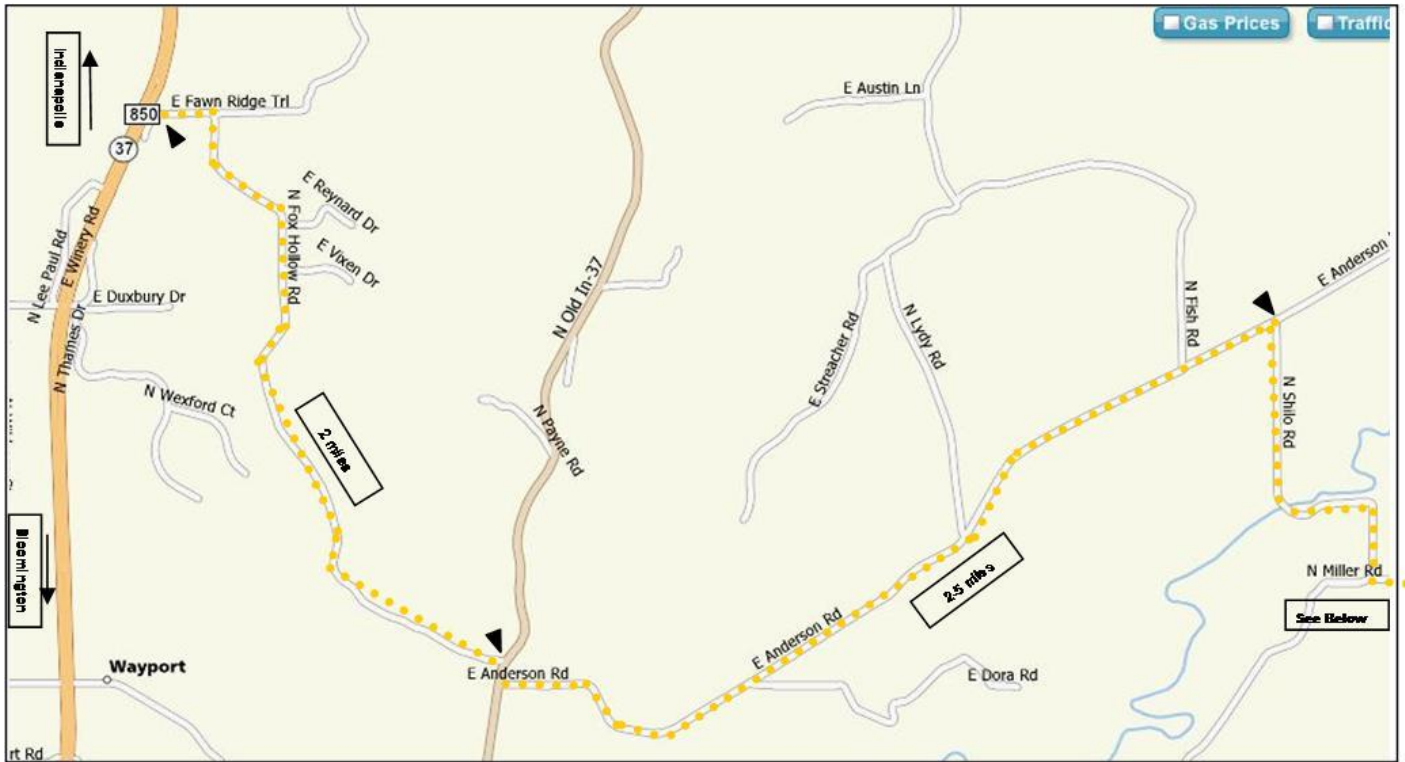 Gas Prices
Traffic
Indianapolis
E Fawn Ridge Trl
850
37
E Austin Ln
E Reynard Dr
N Fox Hollow Rd
E Vixen Dr
N Lee Paul Rd
E Winery Rd
E Duxbury Dr
N Thames Dr
N Wexford Ct
N Old In-37
N Payne Rd
E Streacher Rd
N Lydy Rd
N Fish Rd
E Anderson
N Shilo Rd
2 miles
Bloomington
2-5 miles
N Miller Rd
See Below
Wayport
E Anderson Rd
E Anderson Rd
E Dora Rd
rt Rd